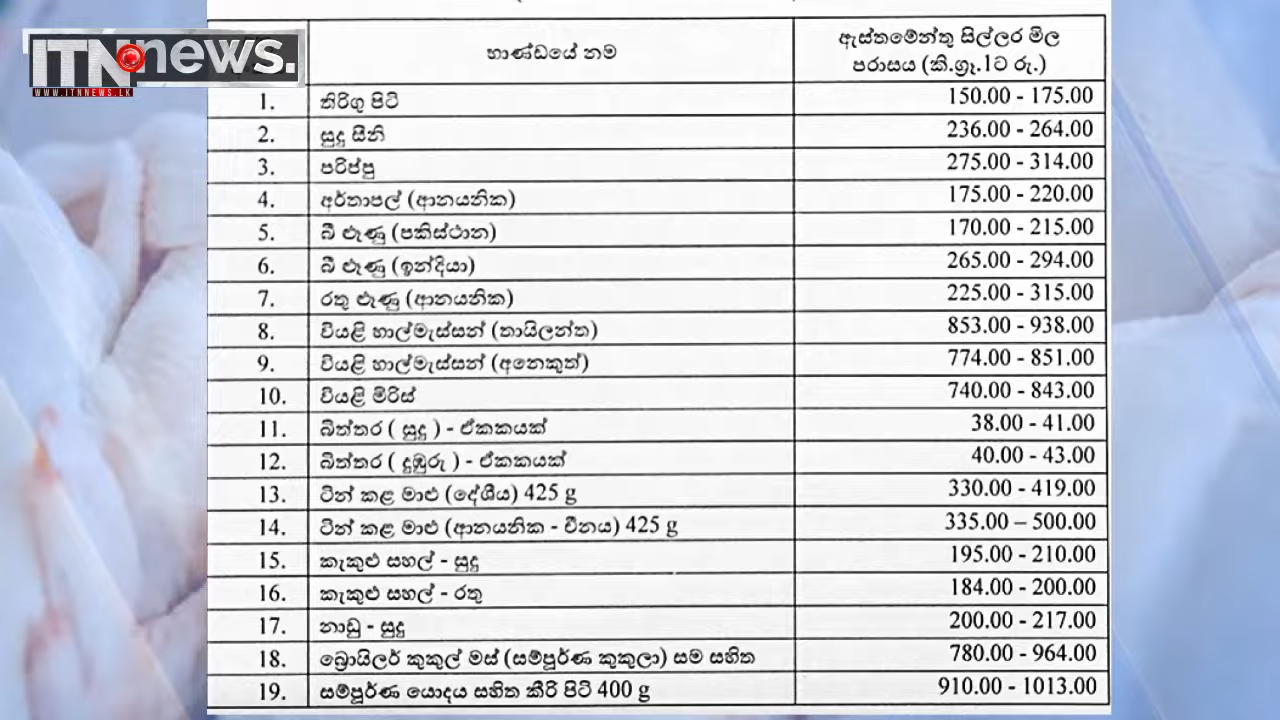 ITN news.
WWW.ITNNEWS.LK
භාණ්ඩයේ නම
ඇස්තමේන්තු සිල්ලර මිල
පරාසය (කි.ග්‍රෑ.1ට රු.)
1. තිරිගු පිටි 150.00 - 175.00
2. සුදු සීනි 236.00 - 264.00
3. පරිප්පු 275.00 - 314.00
4. අර්තාපල් (ආනයනික) 175.00 - 220.00
5. බී ළූණු (පකිස්ථාන) 170.00 - 215.00
6. බී ළූණු (ඉන්දියා) 265.00 - 294.00
7. රතු ළූණු (ආනයනික) 225.00 - 315.00
8. වියළි හාල්මැස්සන් (තායිලන්ත) 853.00 - 938.00
9. වියළි හාල්මැස්සන් (අනෙකුත්) 774.00 - 851.00
10. වියළි මිරිස් 740.00 - 843.00
11. බිත්තර ( සුදු ) - ඒකකයක් 38.00 - 41.00
12. බිත්තර ( දුඹුරු ) - ඒකකයක් 40.00 - 43.00
13. ටින් කළ මාළු (දේශීය) 425 g 330.00 - 419.00
14. ටින් කළ මාළු (ආනයනික - චීනය) 425 g 335.00 – 500.00
15. කැකුළු සහල් - සුදු 195.00 - 210.00
16. කැකුළු සහල් - රතු 184.00 - 200.00
17. නාඩු - සුදු 200.00 - 217.00
18. බ්‍රොයිලර් කුකුල් මස් (සම්පූර්ණ කුකුලා) සම සහිත 780.00 - 964.00
19. සම්පූර්ණ යොදය සහිත කිරි පිටි 400 g 910.00 - 1013.00